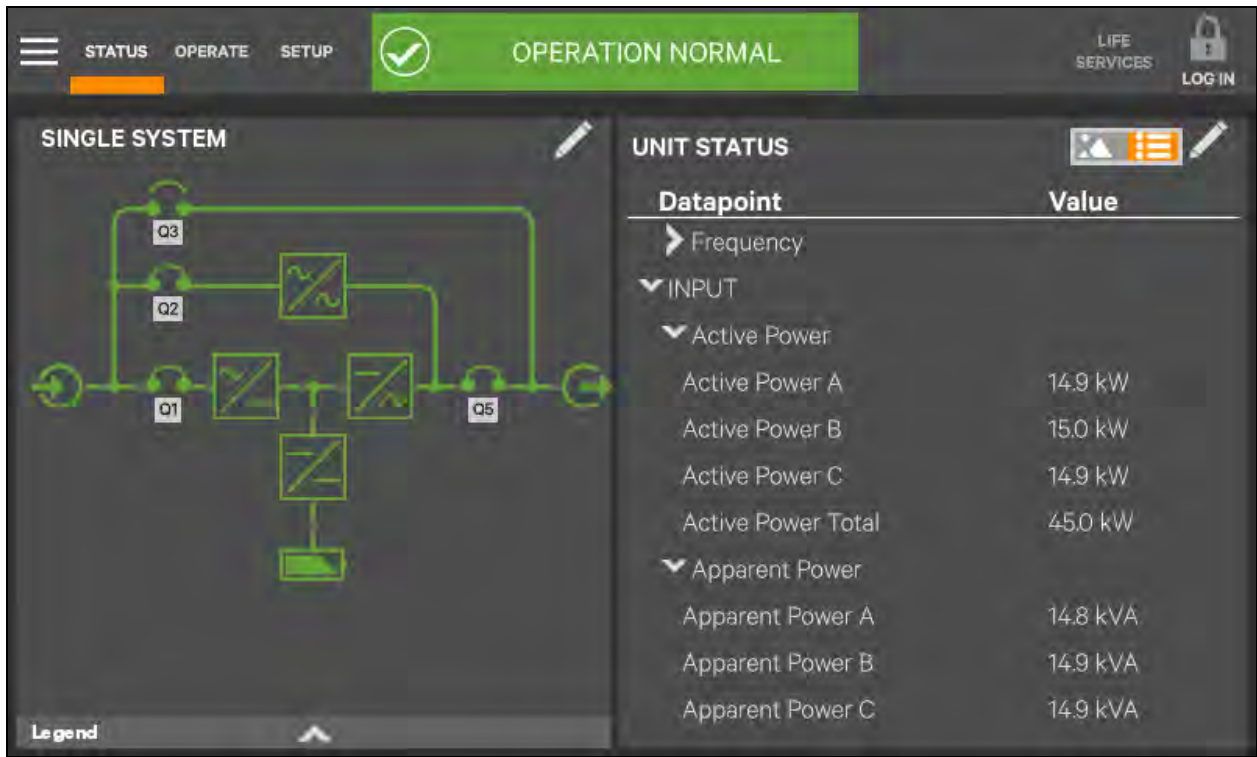 STATUS OPERATE SETUP
OPERATION NORMAL
LIFE
SERVICES
LOG IN
SINGLE SYSTEM
Q3
Q2
Q1
Q5
Legend
UNIT STATUS
Datapoint Value
Frequency
INPUT
Active Power
Active Power A 14.9 kW
Active Power B 15.0 kW
Active Power C 14.9 kW
Active Power Total 45.0 kW
Apparent Power
Apparent Power A 14.8 kVA
Apparent Power B 14.9 kVA
Apparent Power C 14.9 kVA